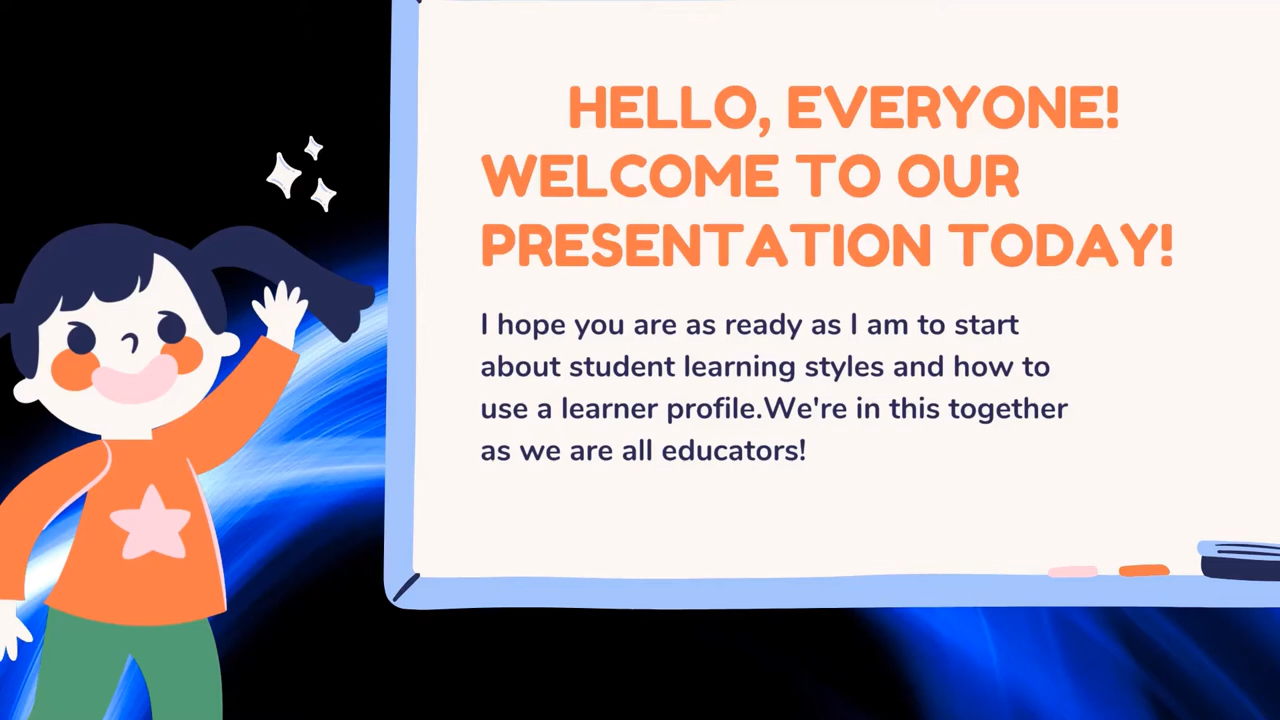 HELLO, EVERYONE!
WELCOME TO OUR
PRESENTATION TODAY!
I hope you are as ready as I am to start
about student learning styles and how to
use a learner profile.We're in this together
as we are all educators!